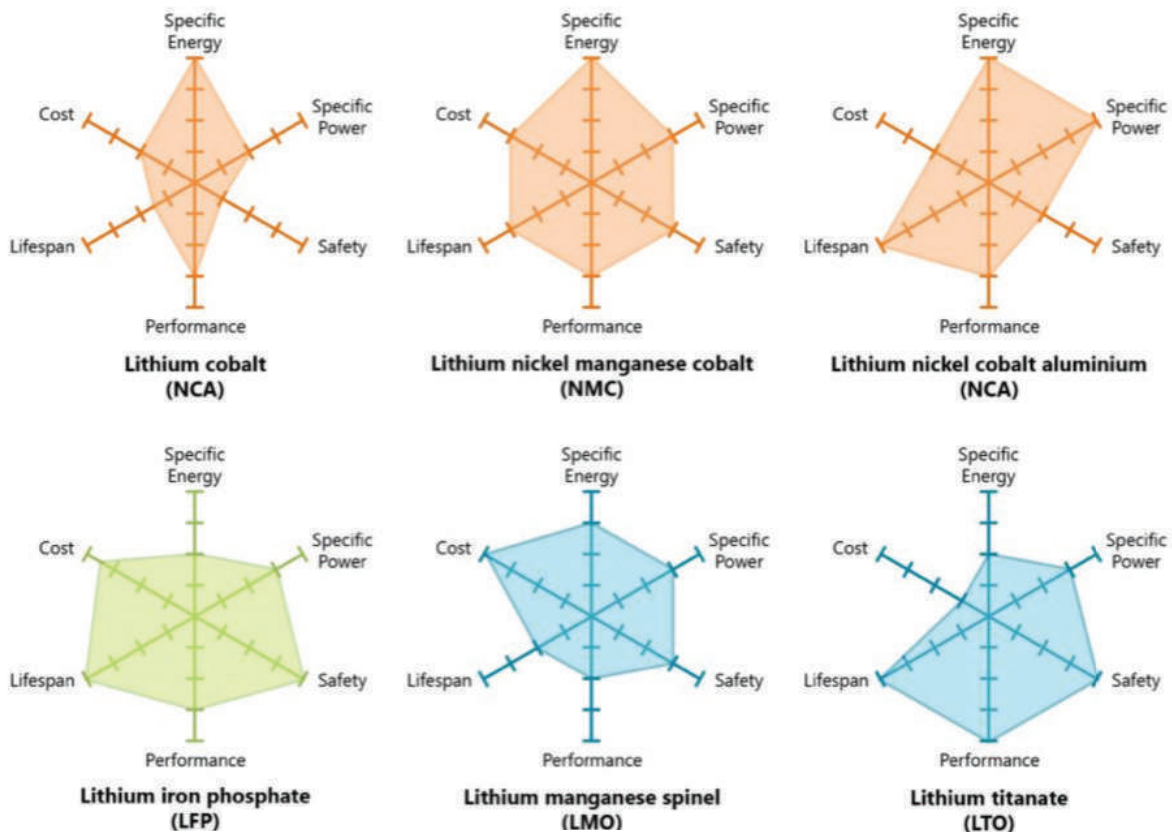 Specific
Energy
Cost
Specific
Power
Lifespan
Safety
Performance
Lithium cobalt
(NCA)
Specific
Energy
Cost
Specific
Power
Lifespan
Safety
Performance
Lithium nickel manganese cobalt
(NMC)
Specific
Energy
Cost
Specific
Power
Lifespan
Safety
Performance
Lithium nickel cobalt aluminium
(NCA)
Specific
Energy
Cost
Specific
Power
Lifespan
Safety
Performance
Lithium iron phosphate
(LFP)
Specific
Energy
Cost
Specific
Power
Lifespan
Safety
Performance
Lithium manganese spinel
(LMO)
Specific
Energy
Cost
Specific
Power
Lifespan
Safety
Performance
Lithium titanate
(LTO)